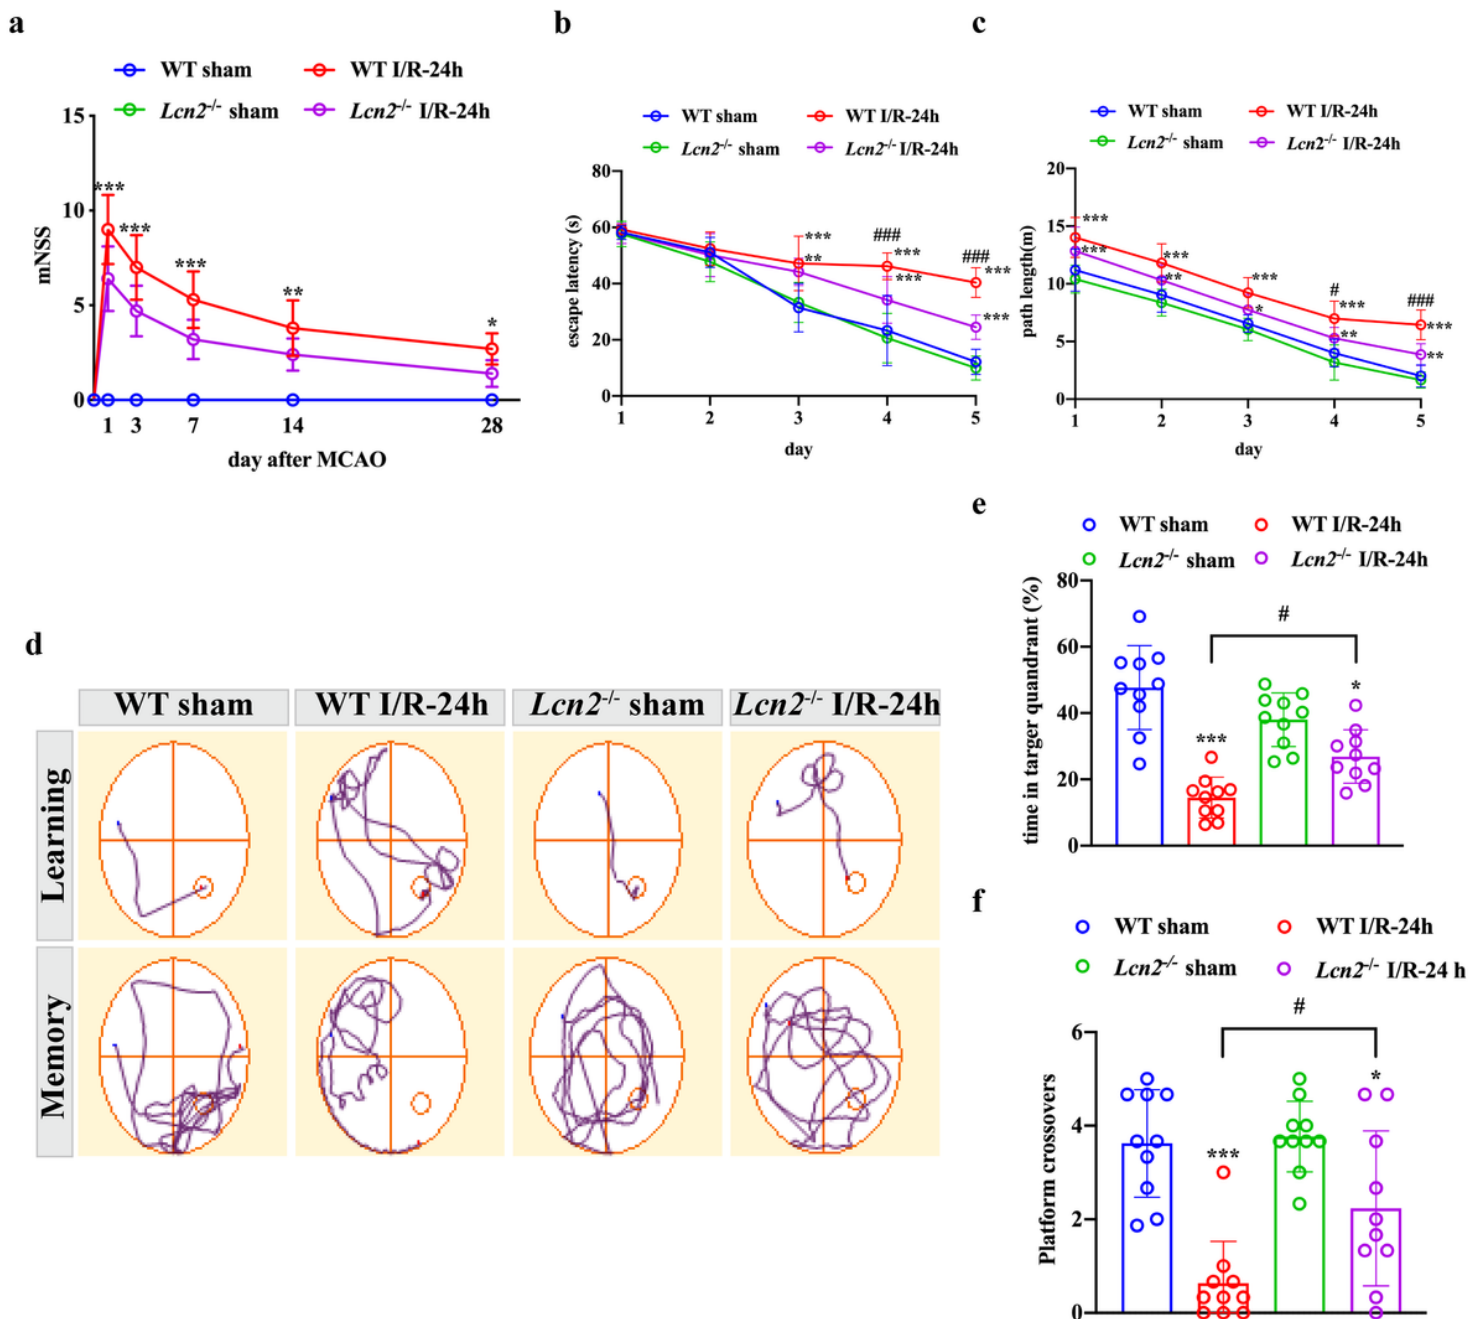 a
WT sham
WT I/R-24h
Lcn2-/- sham
Lcn2-/- I/R-24h
mNSS
15
10
5
0
***
***
***
**
*
1 3 7 14 28
day after MCAO
b
WT sham
WT I/R-24h
Lcn2-/- sham
Lcn2-/- I/R-24h
escape latency (s)
80
60
40
20
0
***
**
###
***
***
###
***
***
1 2 3 4 5
day
c
WT sham
WT I/R-24h
Lcn2-/- sham
Lcn2-/- I/R-24h
path length(m)
20
15
10
5
0
***
***
***
**
***
*
#
***
**
###
***
**
1 2 3 4 5
day
d
WT sham
WT I/R-24h
Lcn2-/- sham
Lcn2-/- I/R-24h
Learning
Memory
e
WT sham
WT I/R-24h
Lcn2-/- sham
Lcn2-/- I/R-24h
time in targer quandrant (%)
80
60
40
20
0
#
***
*
f
WT sham
WT I/R-24h
Lcn2-/- sham
Lcn2-/- I/R-24 h
Platform crossovers
6
4
2
0
#
***
*